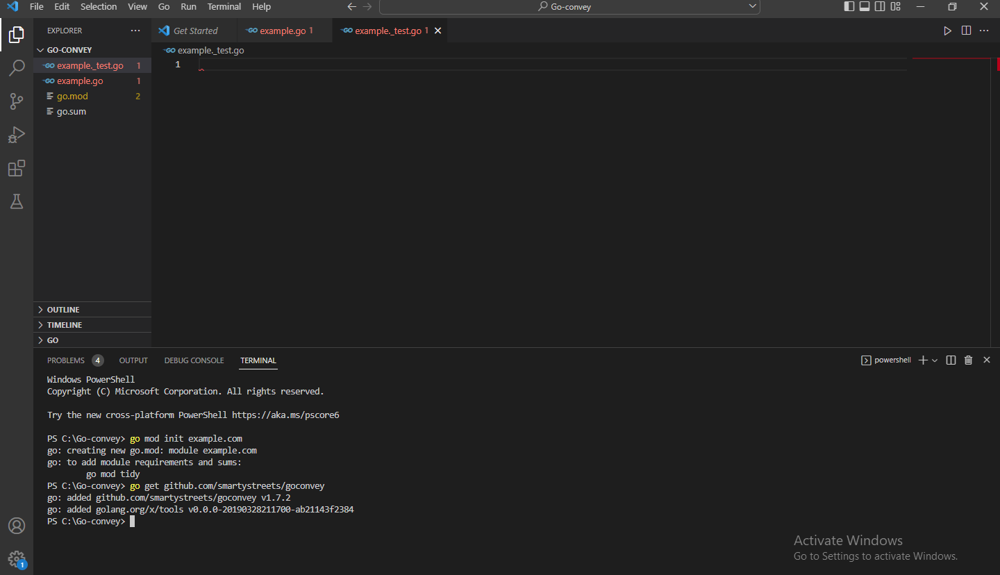 File Edit Selection View Go Run Terminal Help Go-convey
EXPLORER ...
Get Started
example.go 1
example._test.go 1
GO-CONVEY
GO example._test.go 1
GO example.go 1
go.mod 2
go.sum
GO example._test.go
1
OUTLINE
TIMELINE
GO
PROBLEMS 4 OUTPUT DEBUG CONSOLE TERMINAL powershell
Windows PowerShell
Copyright (C) Microsoft Corporation. All rights reserved.
Try the new cross-platform PowerShell https://aka.ms/pscore6
PS C:\Go-convey> go mod init example.com
go: creating new go.mod: module example.com
go: to add module requirements and sums:
go mod tidy
PS C:\Go-convey> go get github.com/smartystreets/goconvey
go: added github.com/smartystreets/goconvey v1.7.2
go: added golang.org/x/tools v0.0.0-20190328211700-ab21143f2384
PS C:\Go-convey>
Activate Windows
Go to Settings to activate Windows.
1